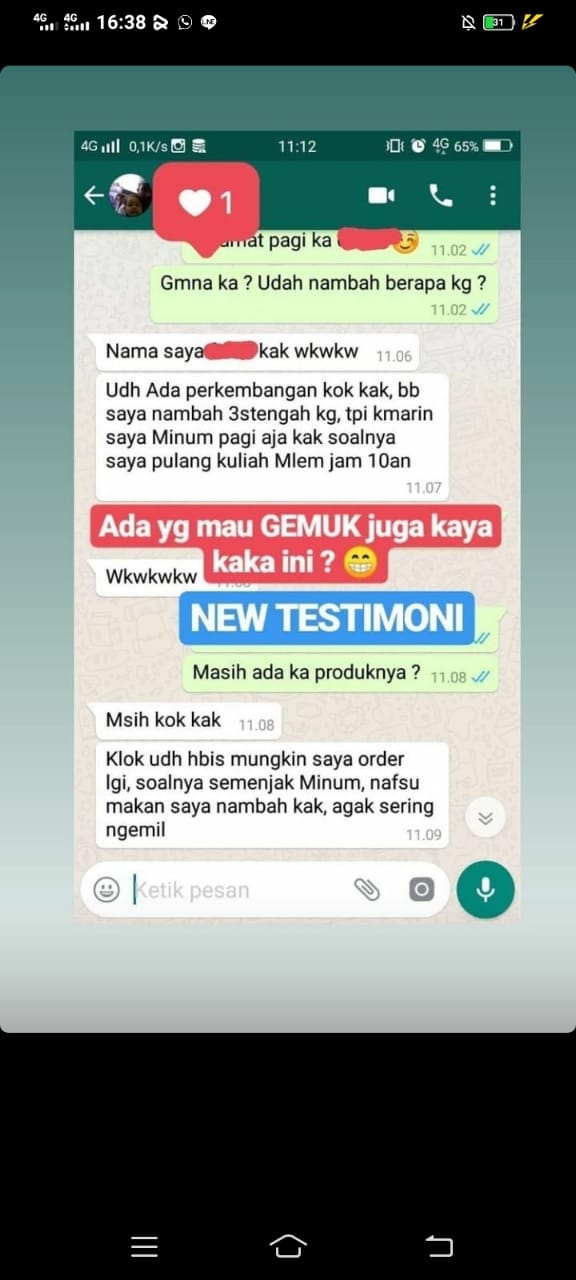 4G 4G 16:38 LINE 31
4G 0,1K/s 11:12 4G 65%
1
mat pagi ka 11.02
Gmna ka ? Udah nambah berapa kg ?
11.02
Nama saya kak wkwkw 11.06
Udh Ada perkembangan kok kak, bb
saya nambah 3stengah kg, tpi kmarin
saya Minum pagi aja kak soalnya
saya pulang kuliah Mlem jam 10an
11.07
Ada yg mau GEMUK juga kaya
kaka ini ?
Wkwkwkw
NEW TESTIMONI
Masih ada ka produknya ? 11.08
Msih kok kak 11.08
Klok udh hbis mungkin saya order
lgi, soalnya semenjak Minum, nafsu
makan saya nambah kak, agak sering
ngemil 11.09
Ketik pesan